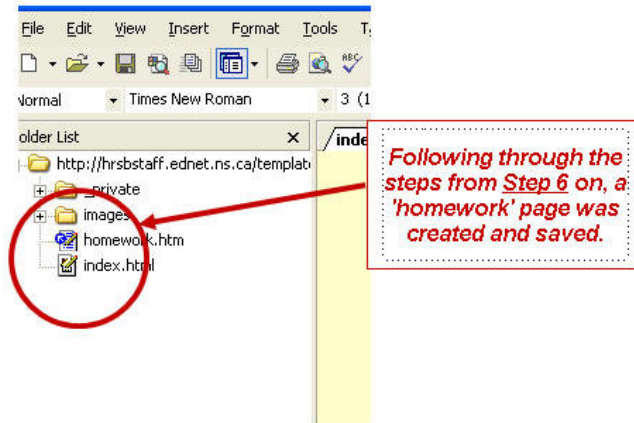 File Edit View Insert Format Tools
ABC
Normal Times New Roman 3 (1
older List
/inde
http://hrsbstaff.ednet.ns.ca/templat
_private
images
homework.htm
index.html
Following through the
steps from Step 6 on, a
'homework' page was
created and saved.